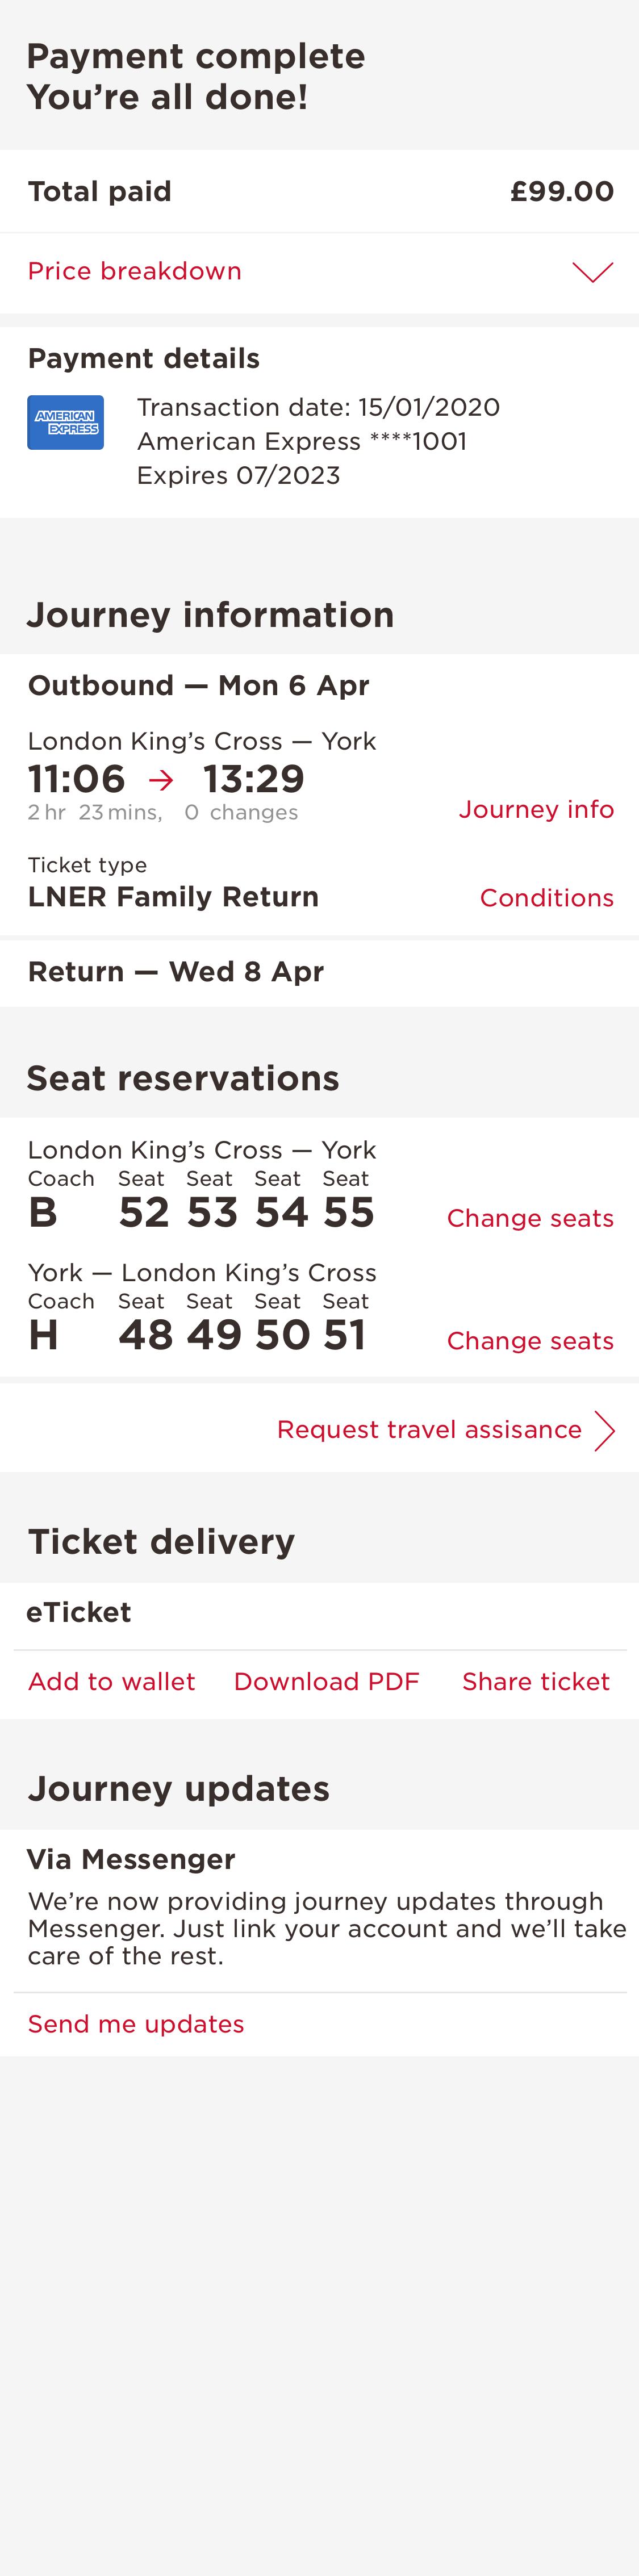 Payment complete
You’re all done!
Total paid £99.00
Price breakdown
Payment details
AMERICAN
EXPRESS
Transaction date: 15/01/2020
American Express ****1001
Expires 07/2023
Journey information
Outbound — Mon 6 Apr
London King’s Cross — York
11:06 → 13:29
2 hr 23 mins, 0 changes Journey info
Ticket type
LNER Family Return Conditions
Return — Wed 8 Apr
Seat reservations
London King’s Cross — York
Coach Seat Seat Seat Seat
B 52 53 54 55 Change seats
York — London King’s Cross
Coach Seat Seat Seat Seat
H 48 49 50 51 Change seats
Request travel assisance
Ticket delivery
eTicket
Add to wallet Download PDF Share ticket
Journey updates
Via Messenger
We’re now providing journey updates through
Messenger. Just link your account and we’ll take
care of the rest.
Send me updates